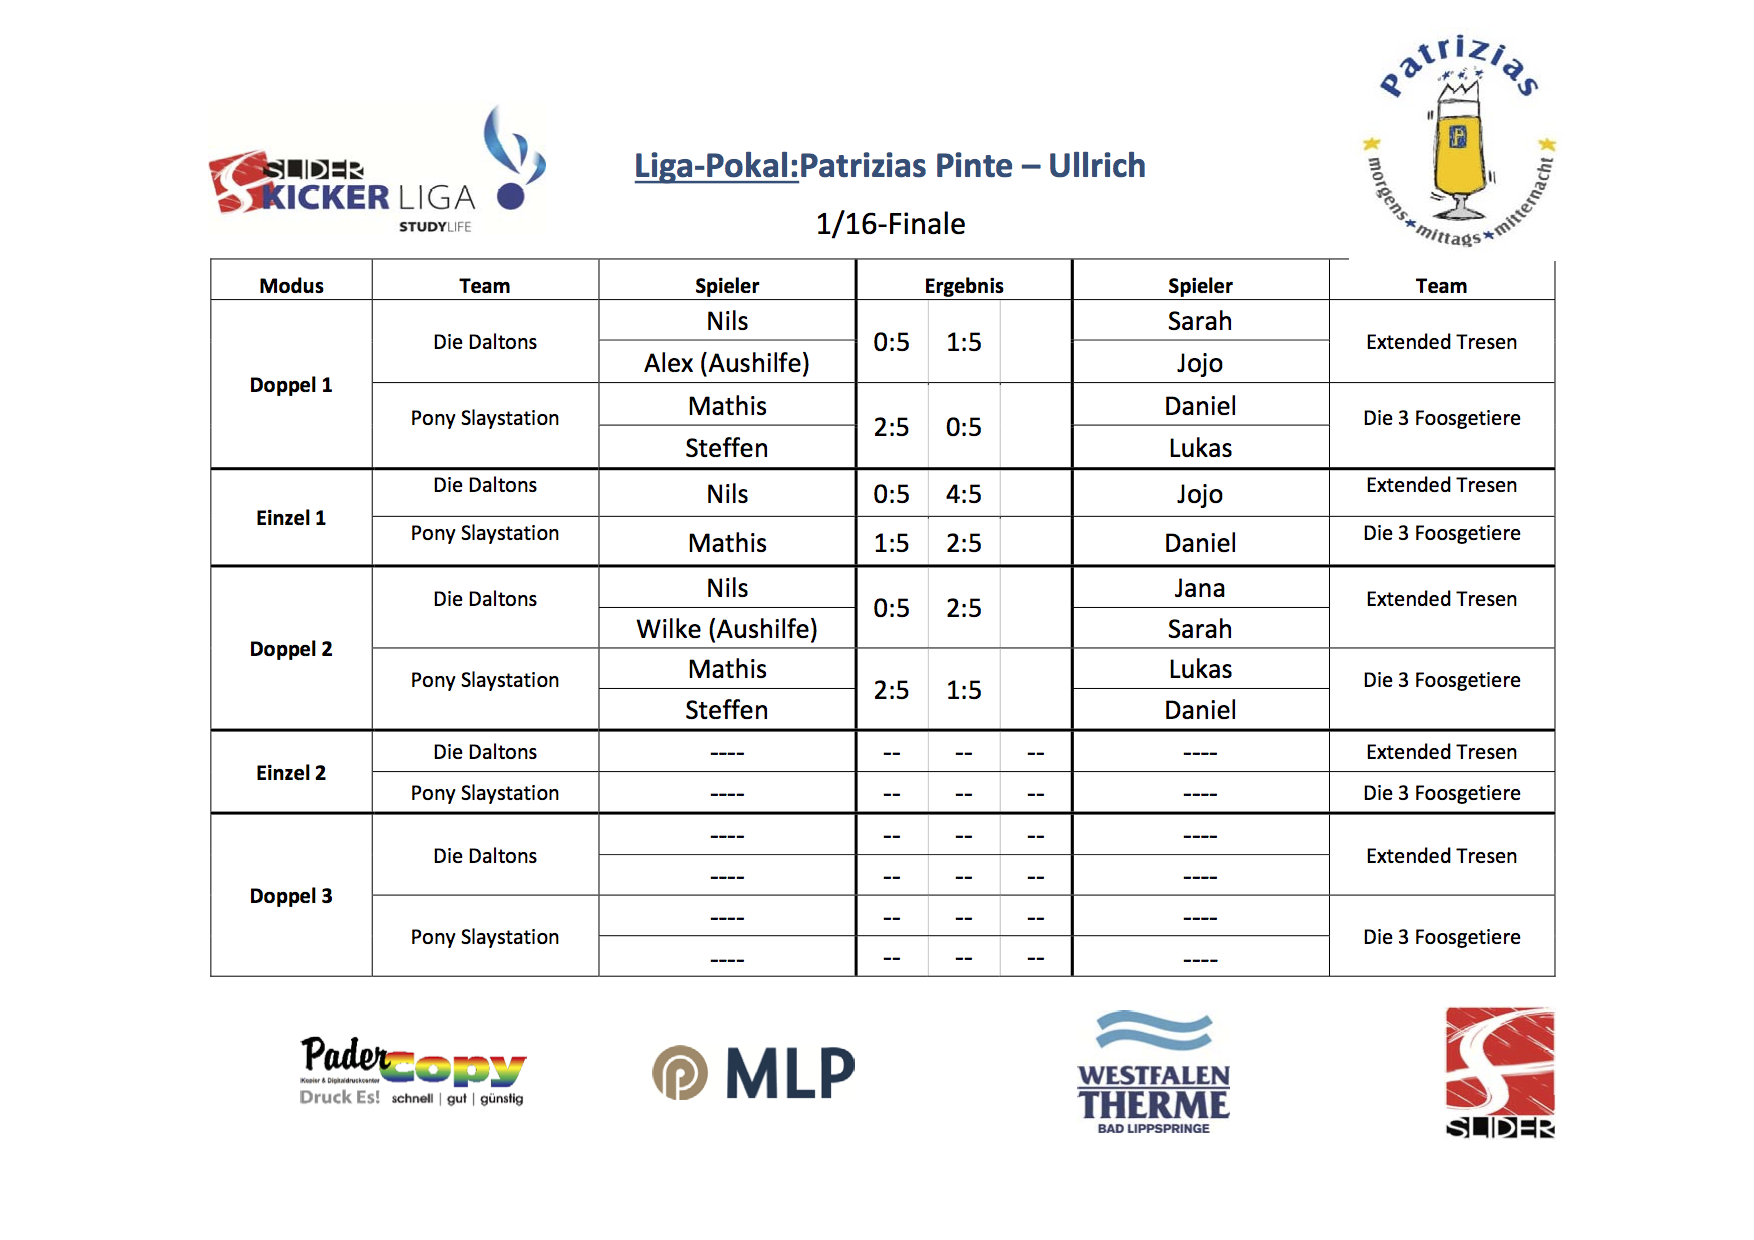 Patrizias
morgens★mittags★mitternacht
P
SLIDER
KICKER LIGA
STUDYLIFE
Liga-Pokal:Patrizias Pinte – Ullrich
1/16-Finale
Modus Team Spieler Ergebnis Spieler Team
Doppel 1 Die Daltons Nils 0:5 1:5 Sarah Extended Tresen
Alex (Aushilfe) Jojo
Pony Slaystation Mathis 2:5 0:5 Daniel Die 3 Foosgetiere
Steffen Lukas
Einzel 1 Die Daltons Nils 0:5 4:5 Jojo Extended Tresen
Pony Slaystation Mathis 1:5 2:5 Daniel Die 3 Foosgetiere
Doppel 2 Die Daltons Nils 0:5 2:5 Jana Extended Tresen
Wilke (Aushilfe) Sarah
Pony Slaystation Mathis 2:5 1:5 Lukas Die 3 Foosgetiere
Steffen Daniel
Einzel 2 Die Daltons ---- -- -- -- ---- Extended Tresen
Pony Slaystation ---- -- -- -- ---- Die 3 Foosgetiere
Doppel 3 Die Daltons ---- -- -- -- ---- Extended Tresen
---- -- -- -- ----
Pony Slaystation ---- -- -- -- ---- Die 3 Foosgetiere
---- -- -- -- ----
PaderCopy
Kopier & Digitaldruckcenter
Druck Es! schnell | gut | günstig
MLP
WESTFALEN
THERME
BAD LIPPSPRINGE
SLIDER